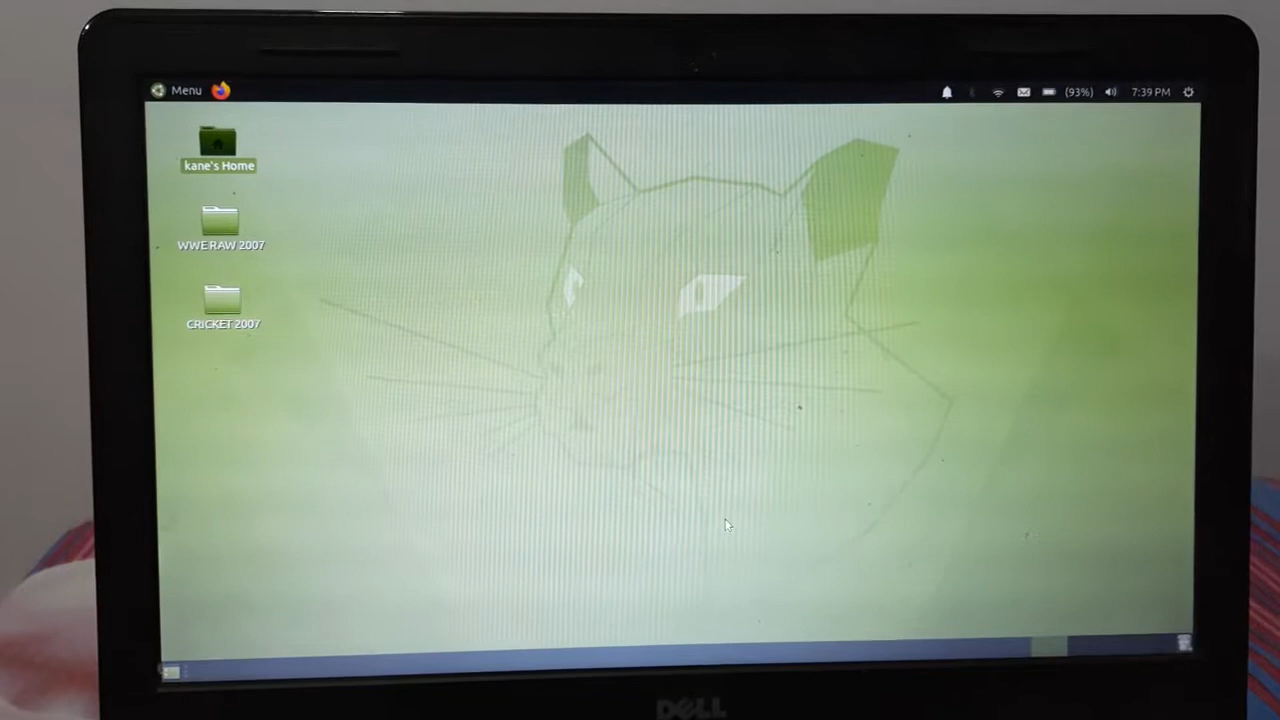 Menu
(93%) 7:39 PM
kane's Home
WWE RAW 2007
CRICKET 2007
DELL